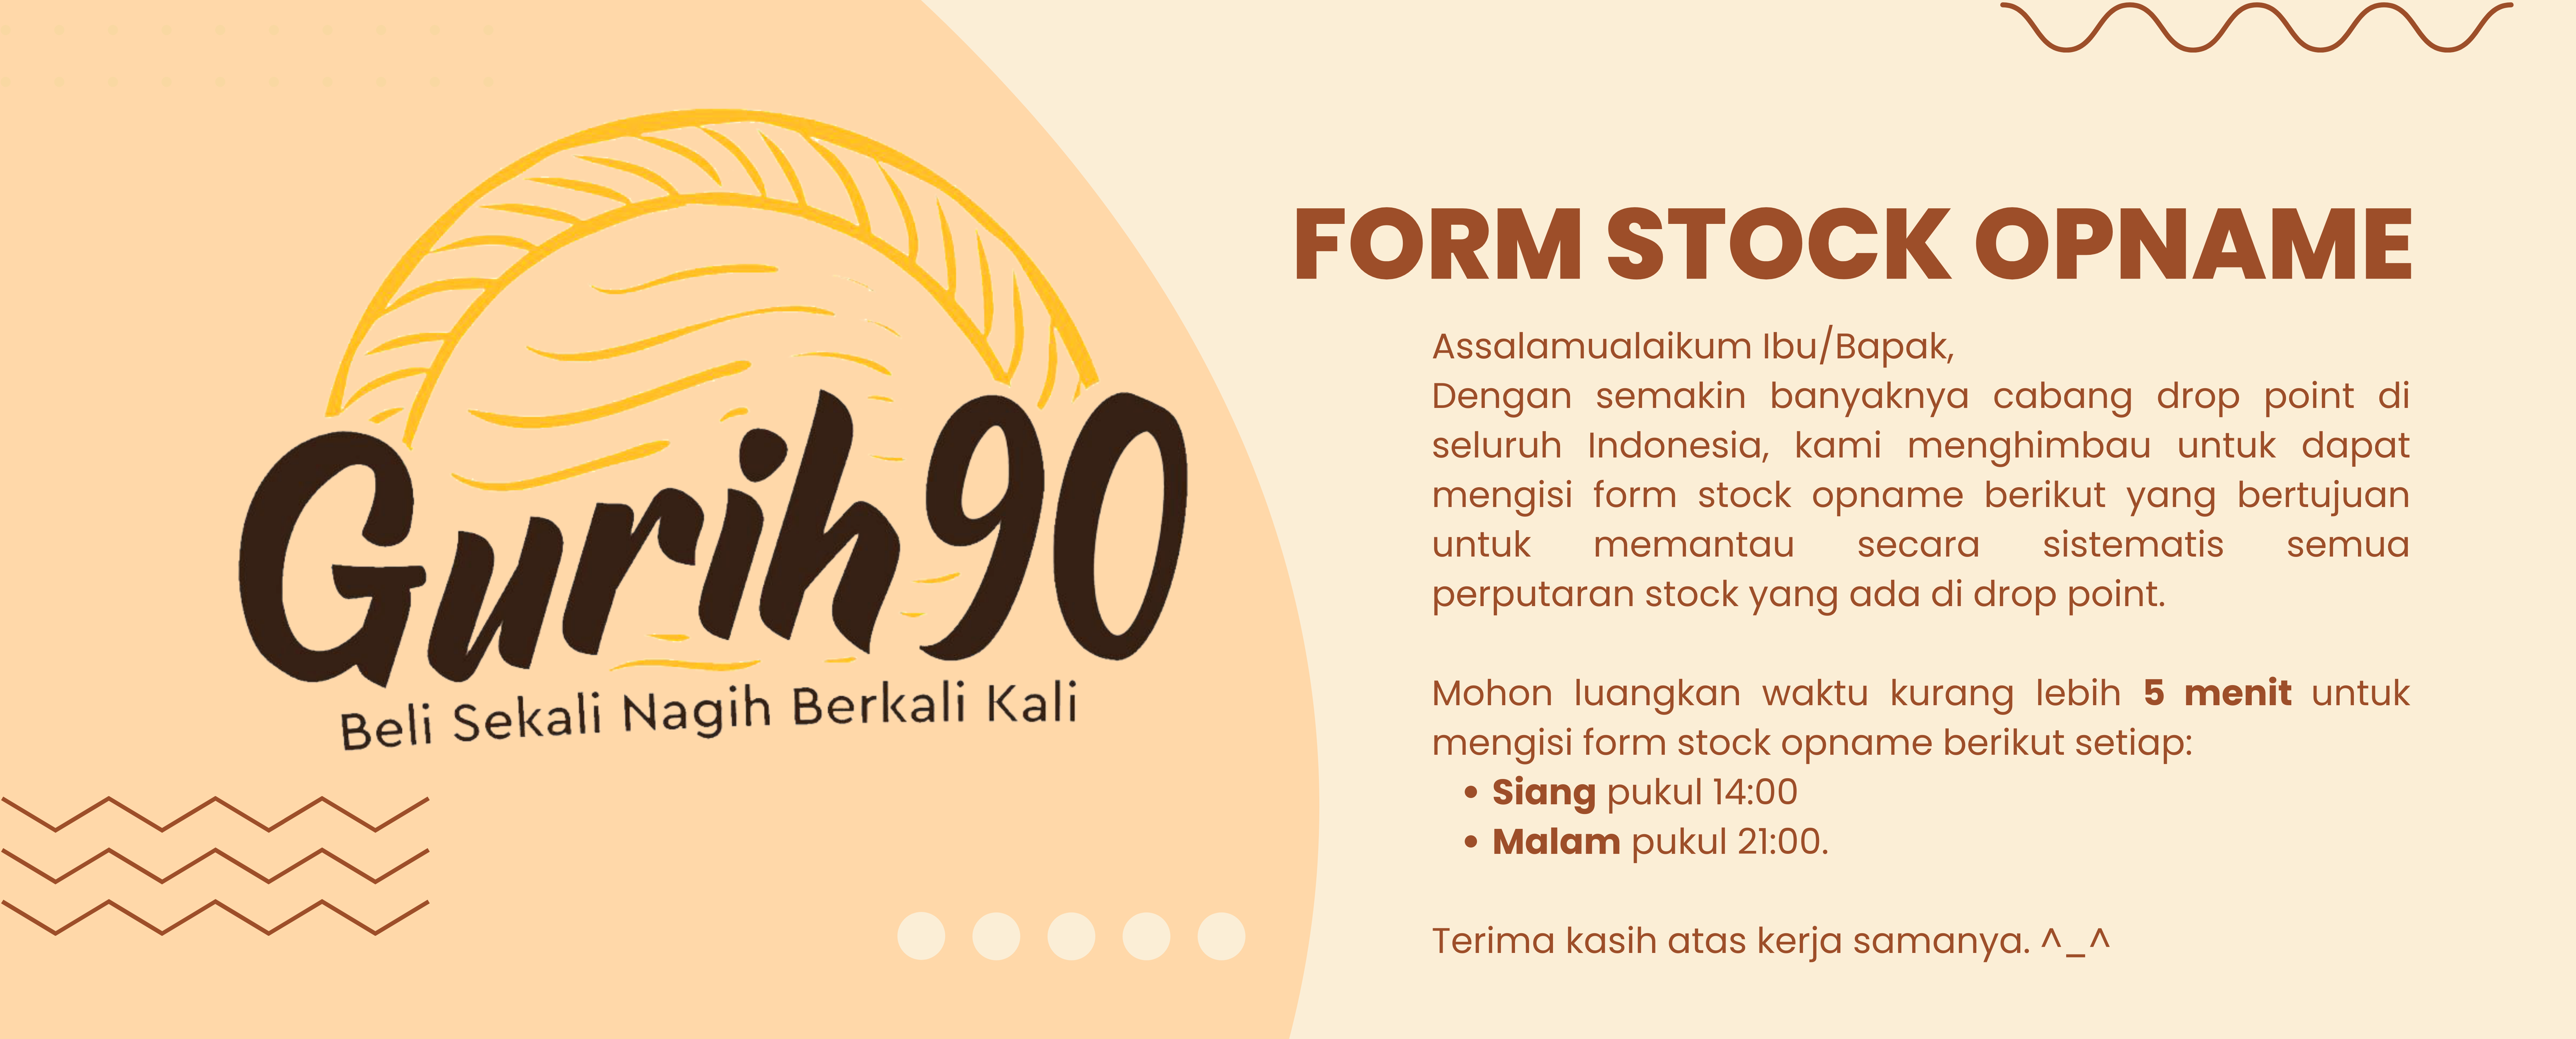 Gurih90
Beli Sekali Nagih Berkali Kali
FORM STOCK OPNAME
Assalamualaikum Ibu/Bapak,
Dengan semakin banyaknya cabang drop point di
seluruh Indonesia, kami menghimbau untuk dapat
mengisi form stock opname berikut yang bertujuan
untuk memantau secara sistematis semua
perputaran stock yang ada di drop point.
Mohon luangkan waktu kurang lebih 5 menit untuk
mengisi form stock opname berikut setiap:
• Siang pukul 14:00
• Malam pukul 21:00.
Terima kasih atas kerja samanya. ^_^